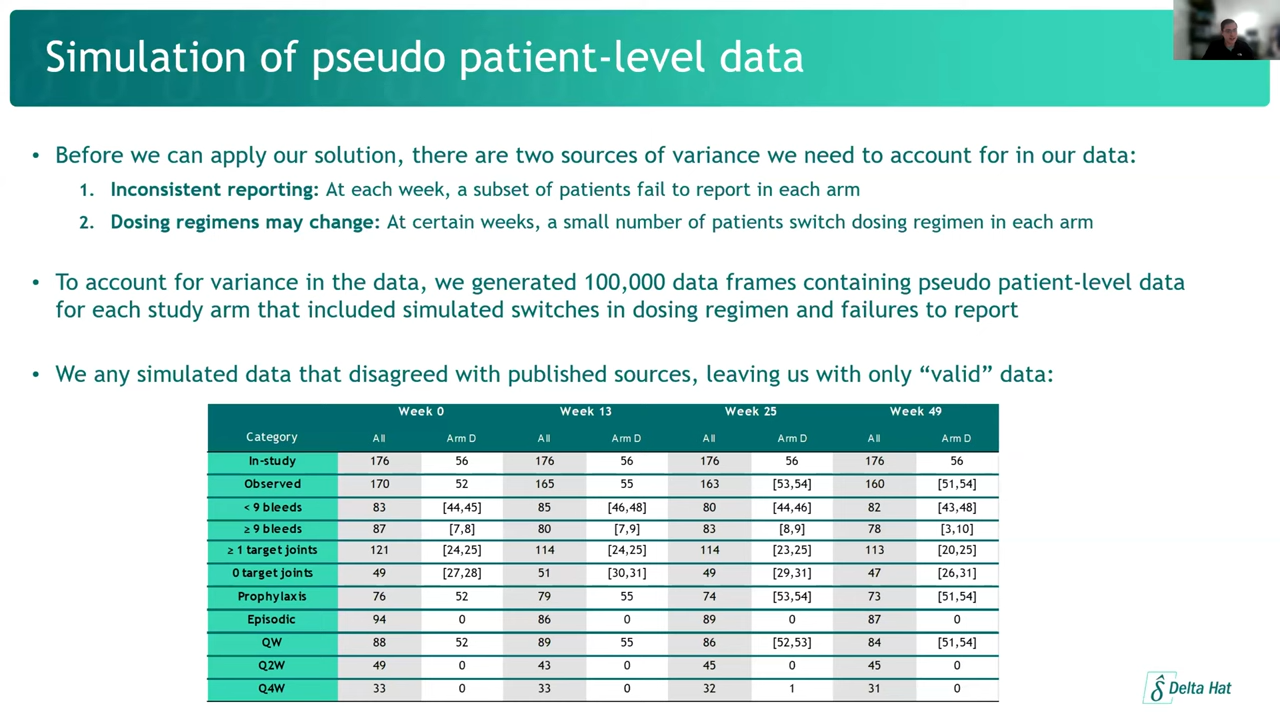 Simulation of pseudo patient-level data
• Before we can apply our solution, there are two sources of variance we need to account for in our data:
1. Inconsistent reporting: At each week, a subset of patients fail to report in each arm
2. Dosing regimens may change: At certain weeks, a small number of patients switch dosing regimen in each arm
• To account for variance in the data, we generated 100,000 data frames containing pseudo patient-level data
for each study arm that included simulated switches in dosing regimen and failures to report
• We any simulated data that disagreed with published sources, leaving us with only “valid” data:
Week 0 Week 13 Week 25 Week 49
Category All Arm D All Arm D All Arm D All Arm D
In-study 176 56 176 56 176 56 176 56
Observed 170 52 165 55 163 [53,54] 160 [51,54]
< 9 bleeds 83 [44,45] 85 [46,48] 80 [44,46] 82 [43,48]
≥ 9 bleeds 87 [7,8] 80 [7,9] 83 [8,9] 78 [3,10]
≥ 1 target joints 121 [24,25] 114 [24,25] 114 [23,25] 113 [20,25]
0 target joints 49 [27,28] 51 [30,31] 49 [29,31] 47 [26,31]
Prophylaxis 76 52 79 55 74 [53,54] 73 [51,54]
Episodic 94 0 86 0 89 0 87 0
QW 88 52 89 55 86 [52,53] 84 [51,54]
Q2W 49 0 43 0 45 0 45 0
Q4W 33 0 33 0 32 1 31 0
δ̂ Delta Hat